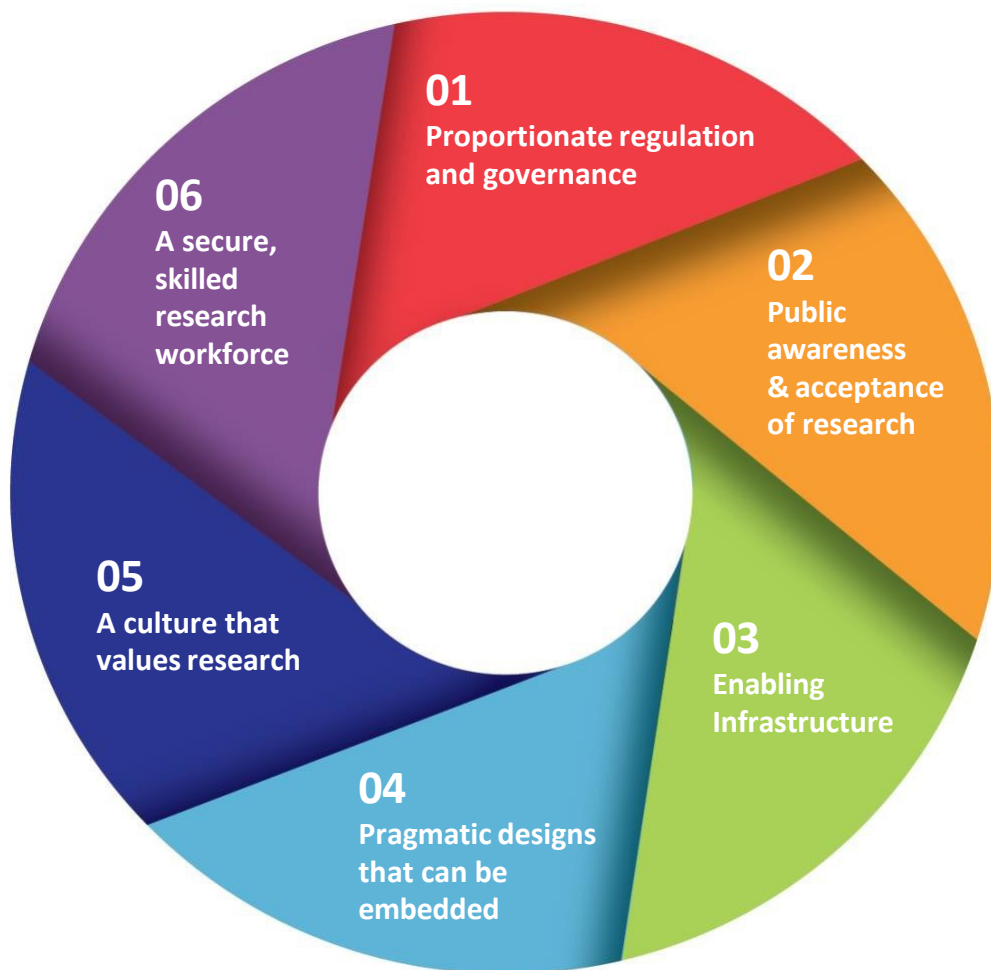 01
Proportionate regulation
and governance
02
Public
awareness
& acceptance
of research
03
Enabling
Infrastructure
04
Pragmatic designs
that can be
embedded
05
A culture that
values research
06
A secure,
skilled
research
workforce